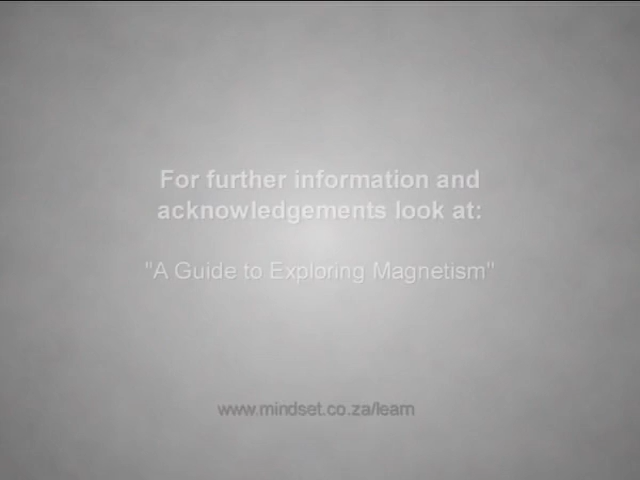 For further information and
acknowledgements look at:
"A Guide to Exploring Magnetism"
www.mindset.co.za/learn